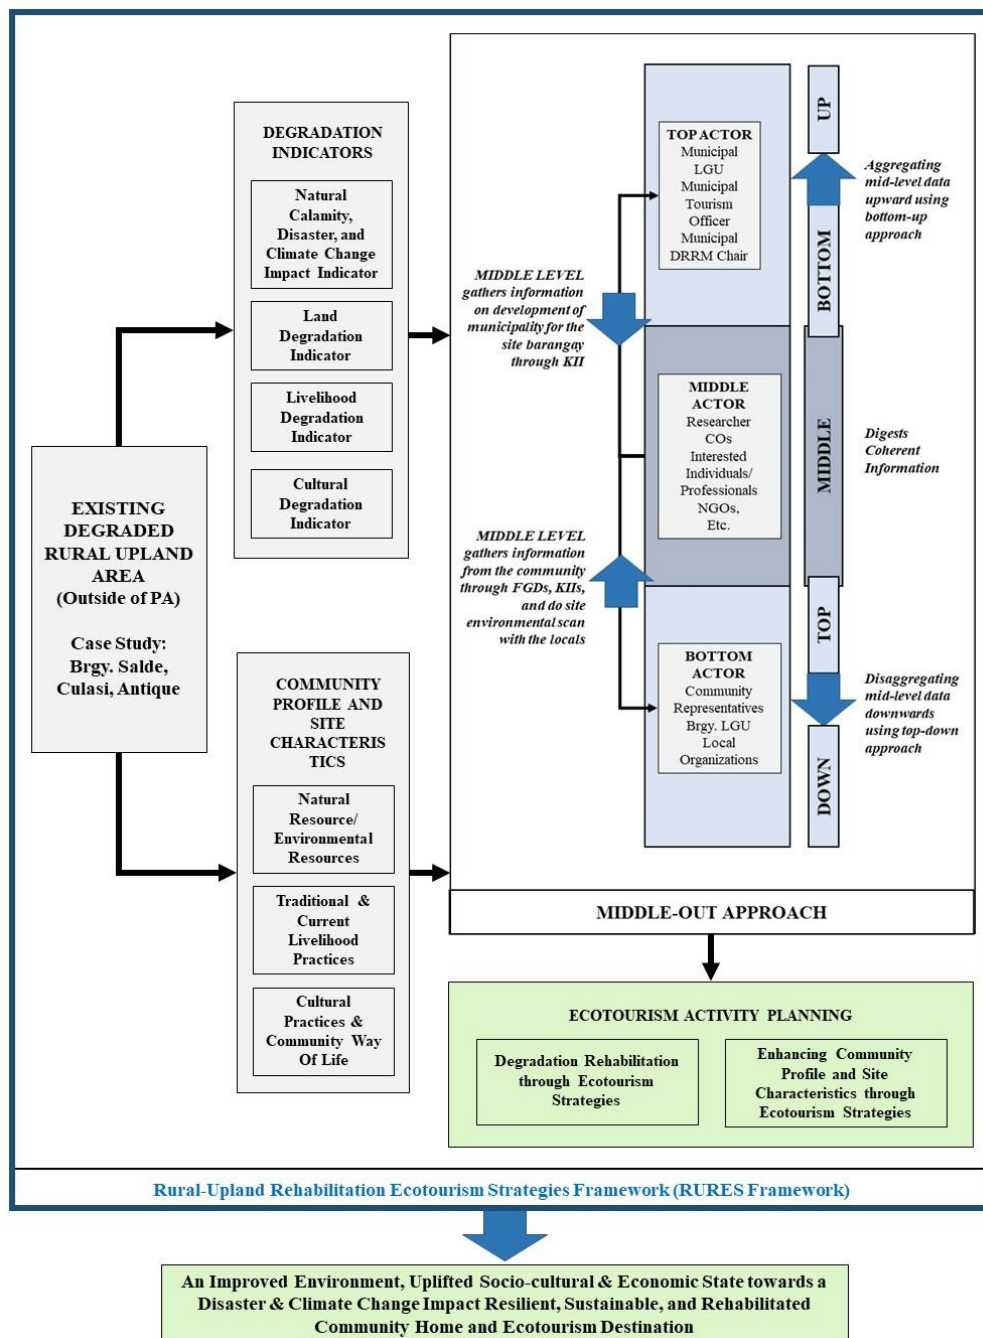 EXISTING
DEGRADED
RURAL UPLAND
AREA
(Outside of PA)
Case Study:
Brgy. Salde,
Culasi, Antique
DEGRADATION
INDICATORS
Natural
Calamity,
Disaster, and
Climate Change
Impact Indicator
Land
Degradation
Indicator
Livelihood
Degradation
Indicator
Cultural
Degradation
Indicator
COMMUNITY
PROFILE AND
SITE
CHARACTERIS
TICS
Natural
Resource/
Environmental
Resources
Traditional &
Current
Livelihood
Practices
Cultural
Practices &
Community Way
Of Life
MIDDLE LEVEL
gathers information
on development of
municipality for the
site barangay
through KII
MIDDLE LEVEL
gathers information
from the community
through FGDs, KIIs,
and do site
environmental scan
with the locals
TOP ACTOR
Municipal
LGU
Municipal
Tourism
Officer
Municipal
DRRM Chair
MIDDLE
ACTOR
Researcher
COs
Interested
Individuals/
Professionals
NGOs,
Etc.
BOTTOM
ACTOR
Community
Representatives
Brgy. LGU
Local
Organizations
UP
BOTTOM
MIDDLE
TOP
DOWN
Aggregating
mid-level data
upward using
bottom-up
approach
Digests
Coherent
Information
Disaggregating
mid-level data
downwards
using top-down
approach
MIDDLE-OUT APPROACH
ECOTOURISM ACTIVITY PLANNING
Degradation Rehabilitation
through Ecotourism
Strategies
Enhancing Community
Profile and Site
Characteristics through
Ecotourism Strategies
Rural-Upland Rehabilitation Ecotourism Strategies Framework (RURES Framework)
An Improved Environment, Uplifted Socio-cultural & Economic State towards a
Disaster & Climate Change Impact Resilient, Sustainable, and Rehabilitated
Community Home and Ecotourism Destination